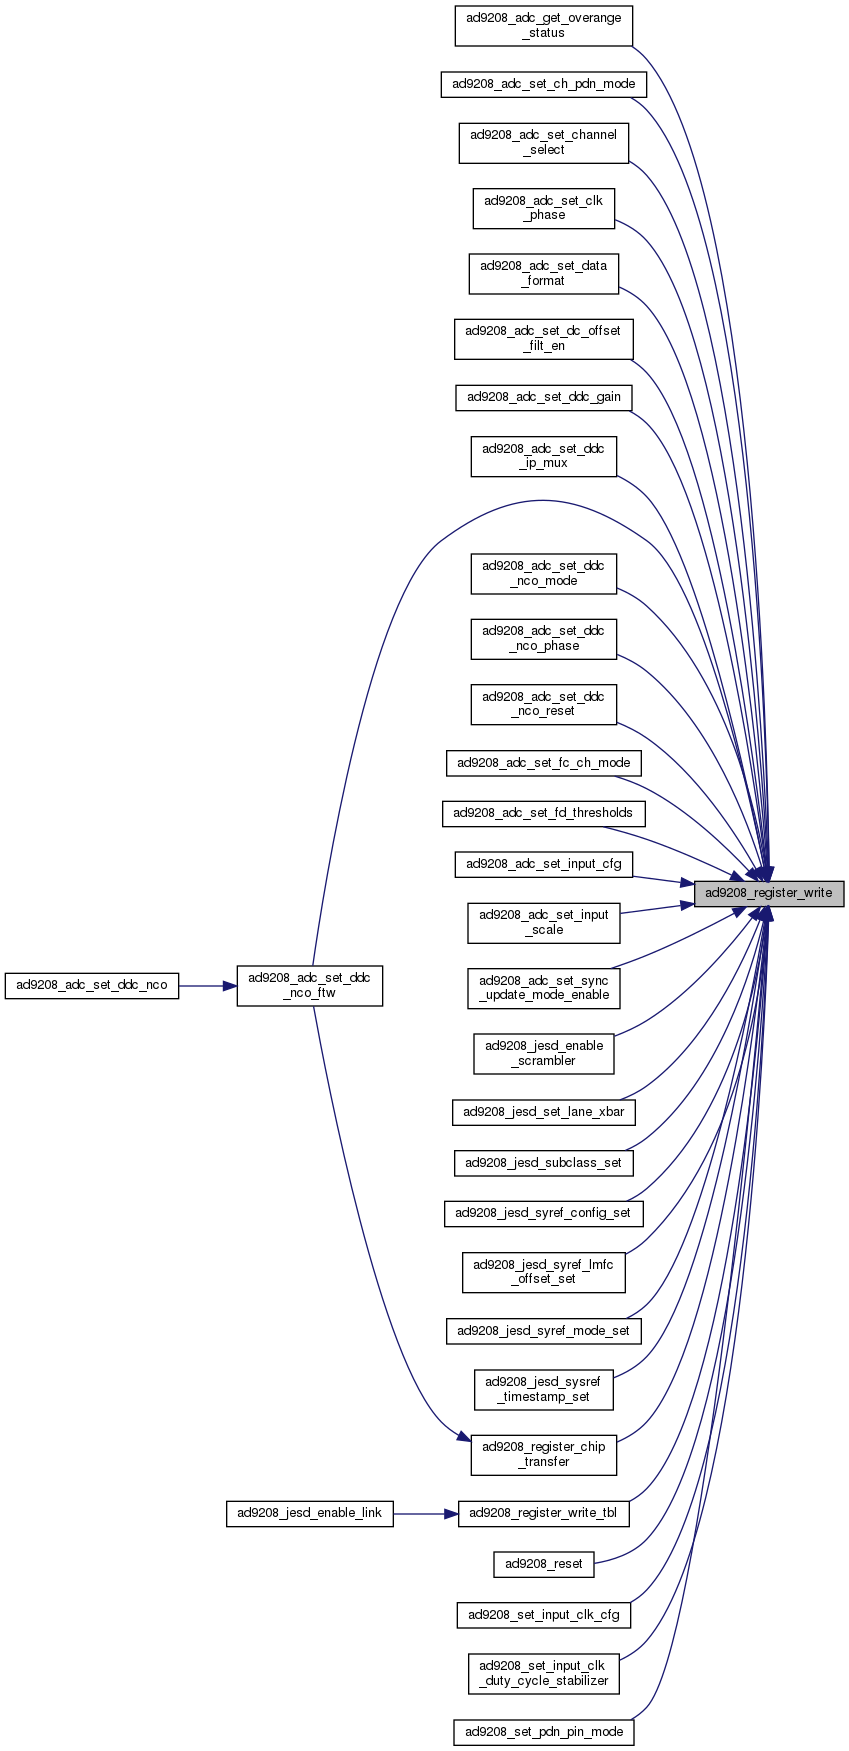 ad9208_adc_get_overange
_status
ad9208_adc_set_ch_pdn_mode
ad9208_adc_set_channel
_select
ad9208_adc_set_clk
_phase
ad9208_adc_set_data
_format
ad9208_adc_set_dc_offset
_filt_en
ad9208_adc_set_ddc_gain
ad9208_adc_set_ddc
_ip_mux
ad9208_adc_set_ddc
_nco_mode
ad9208_adc_set_ddc
_nco_phase
ad9208_adc_set_ddc
_nco_reset
ad9208_adc_set_fc_ch_mode
ad9208_adc_set_fd_thresholds
ad9208_adc_set_input_cfg
ad9208_register_write
ad9208_adc_set_input
_scale
ad9208_adc_set_ddc_nco
ad9208_adc_set_ddc
_nco_ftw
ad9208_adc_set_sync
_update_mode_enable
ad9208_jesd_enable
_scrambler
ad9208_jesd_set_lane_xbar
ad9208_jesd_subclass_set
ad9208_jesd_syref_config_set
ad9208_jesd_syref_lmfc
_offset_set
ad9208_jesd_syref_mode_set
ad9208_jesd_sysref
_timestamp_set
ad9208_register_chip
_transfer
ad9208_jesd_enable_link
ad9208_register_write_tbl
ad9208_reset
ad9208_set_input_clk_cfg
ad9208_set_input_clk
_duty_cycle_stabilizer
ad9208_set_pdn_pin_mode